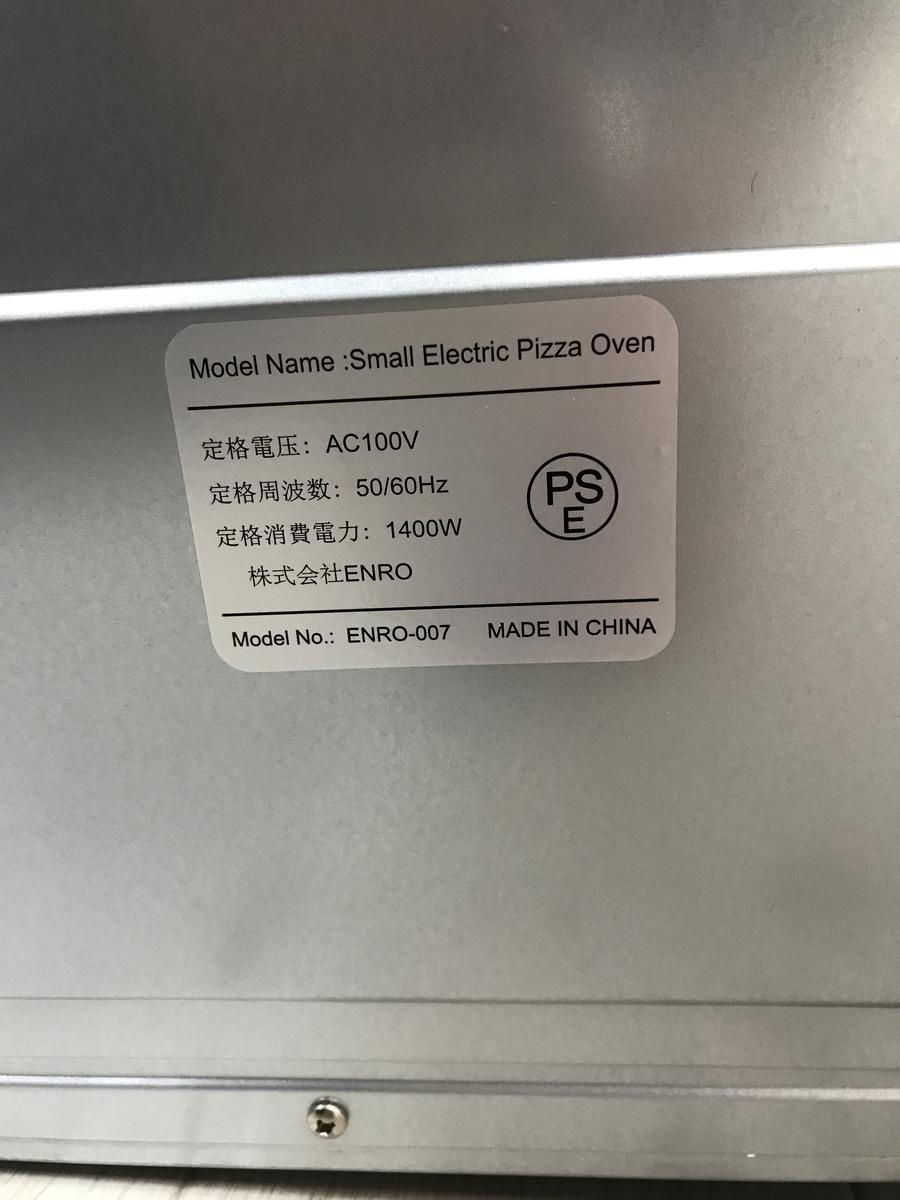 Model Name :Small Electric Pizza Oven
定格電圧：AC100V
定格周波数：50/60Hz
定格消費電力：1400W
株式会社ENRO
PS
E
Model No.: ENRO-007 MADE IN CHINA